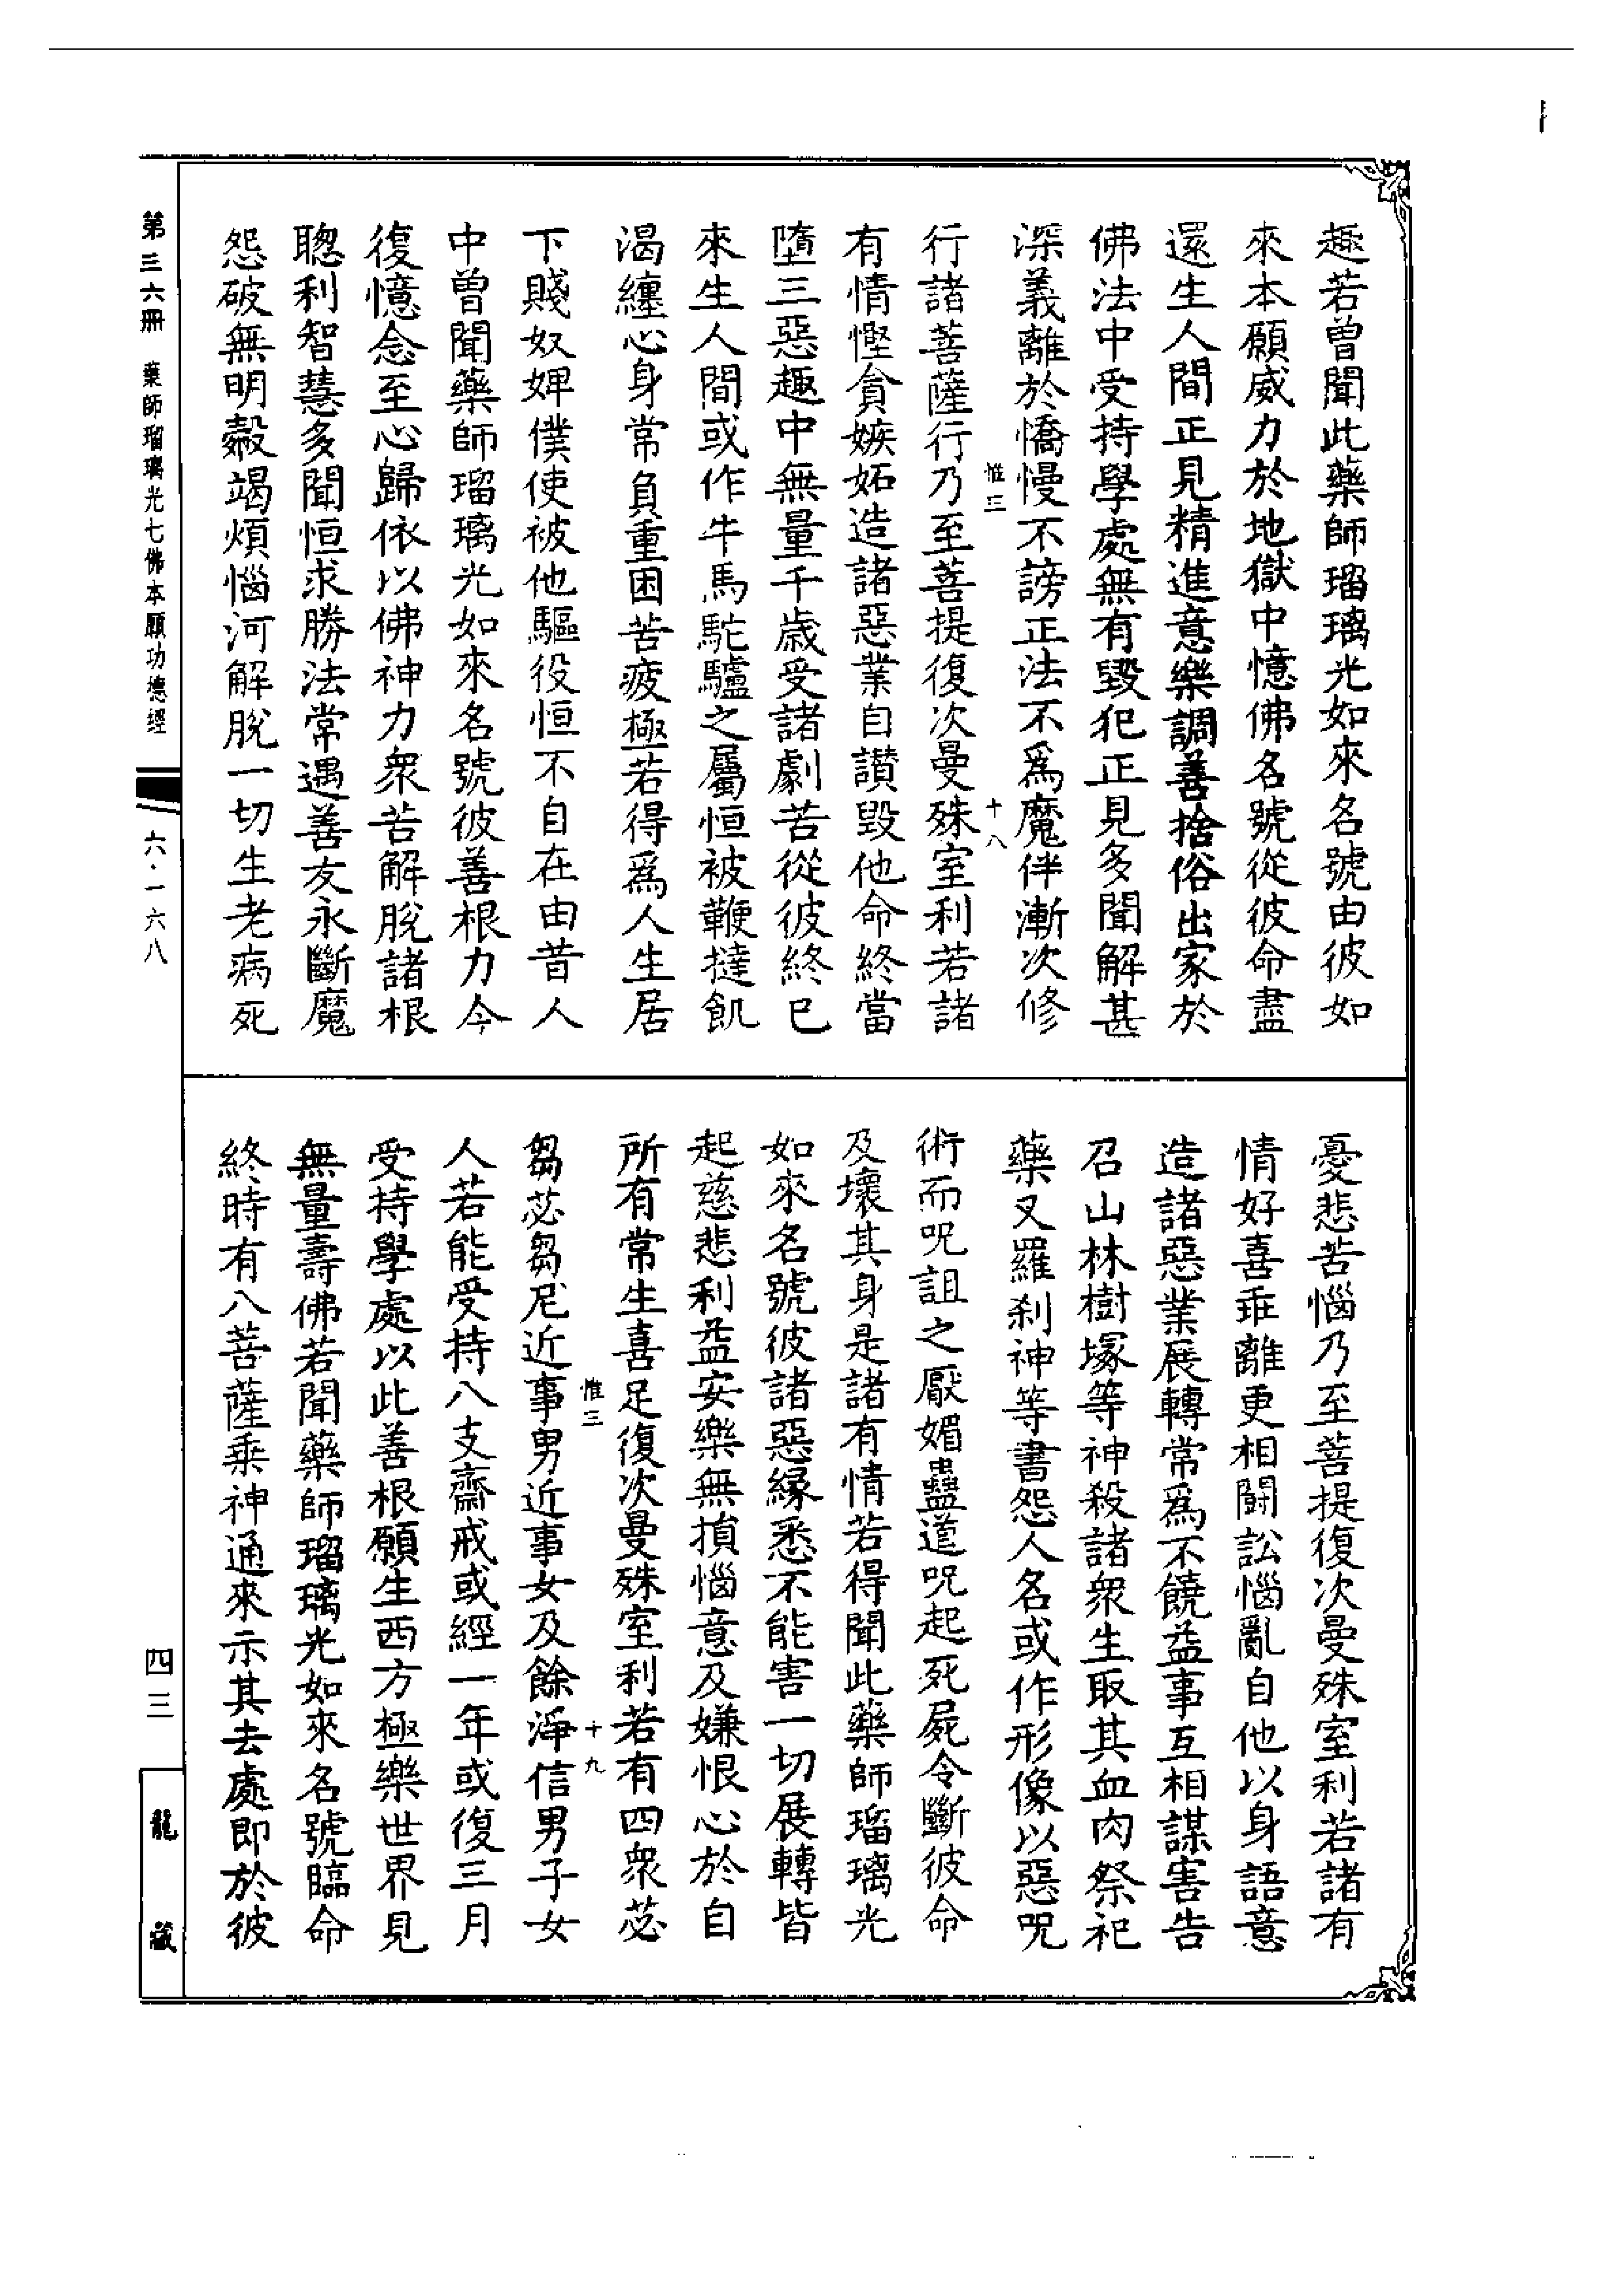 趣若曾聞此藥師瑠璃光如來名號由彼如
來本願威力於地獄中憶佛名號從彼命盡
還生人間正見精進意樂調善捨俗出家於
佛法中受持學處無有毀犯正見多聞解甚
深義離於憍慢不謗正法不爲魔伴漸次修
惟三 十八
行諸菩薩行乃至菩提復次曼殊室利若諸
有情慳貪嫉妬造諸惡業自讃毀他命終當
墮三惡趣中無量千歲受諸劇苦從彼終已
來生人間或作牛馬駝驢之屬恒被鞭撻飢
渴纏心身常負重困苦疲極若得爲人生居
下賤奴婢僕使被他驅役恒不自在由昔人
中曾聞藥師瑠璃光如來名號彼善根力今
復憶念至心歸依以佛神力衆苦解脫諸根
聰利智慧多聞恒求勝法常遇善友永斷魔
怨破無明㲉竭煩惱河解脫一切生老病死
憂悲苦惱乃至菩提復次曼殊室利若諸有
情好喜乖離更相鬪訟惱亂自他以身語意
造諸惡業展轉常爲不饒益事互相謀害告
召山林樹塚等神殺諸衆生取其血肉祭祀
藥叉羅刹神等書怨人名或作形像以惡呪
術而呪詛之厭媚蠱道呪起死屍令斷彼命
及壞其身是諸有情若得聞此藥師瑠璃光
如來名號彼諸惡緣悉不能害一切展轉皆
起慈悲利益安樂無損惱意及嫌恨心於自
所有常生喜足復次曼殊室利若有四衆苾
惟三 十九
芻苾芻尼近事男近事女及餘淨信男子女
人若能受持八支齋戒或經一年或復三月
受持學處以此善根願生西方極樂世界見
無量壽佛若聞藥師瑠璃光如來名號臨命
終時有八菩薩乘神通來示其去處即於彼
第三六冊 藥師瑠璃光七佛本願功德經
六·一六八
四三
龍藏